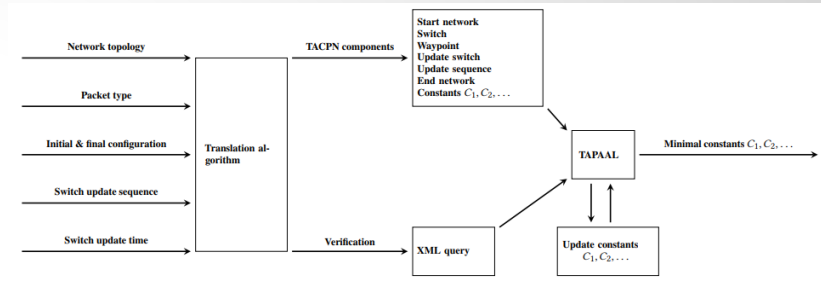 Network topology
Packet type
Initial & final configuration
Switch update sequence
Switch update time
Translation al-
gorithm
TACPN components
Verification
Start network
Switch
Waypoint
Update switch
Update sequence
End network
Constants C₁, C₂, . . .
XML query
TAPAAL
Update constants
C₁, C₂, . . .
Minimal constants C₁, C₂, . . .